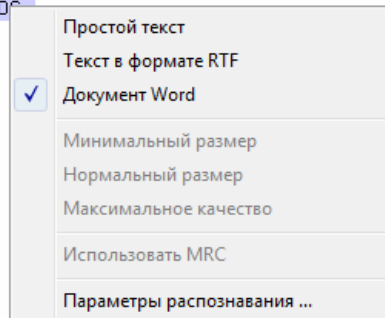 Простой текст
Текст в формате RTF
Документ Word
Минимальный размер
Нормальный размер
Максимальное качество
Использовать MRC
Параметры распознавания ...